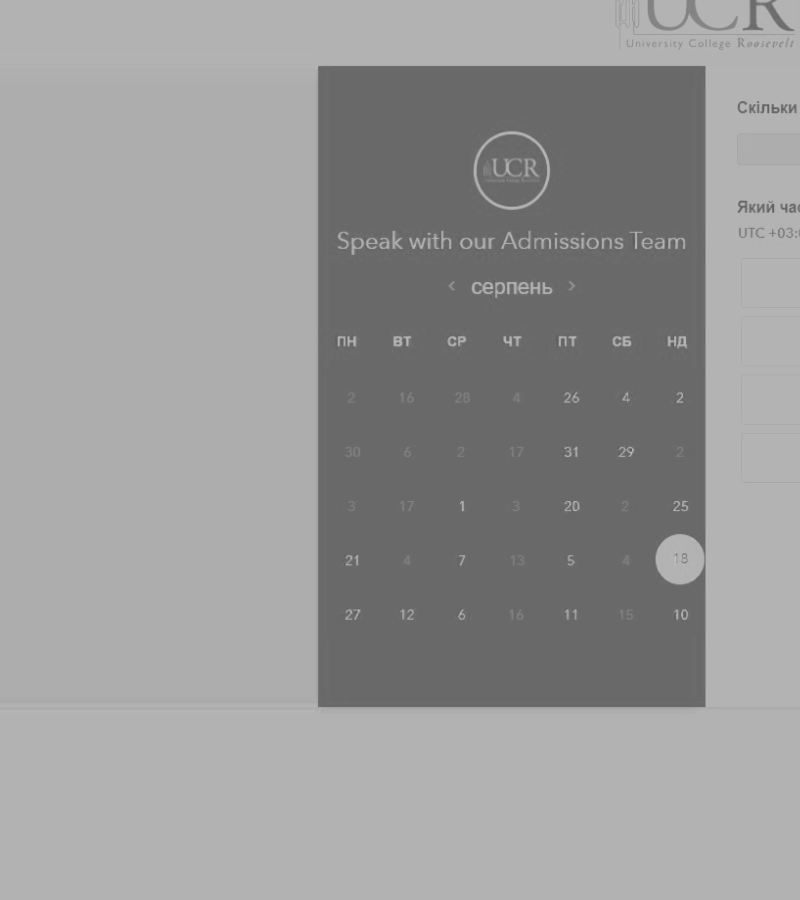 UCR
University College Roosevelt
UCR
Speak with our Admissions Team
< серпень >
ПН ВТ СР ЧТ ПТ СБ НД
2 16 28 4 26 4 2
30 6 2 17 31 29 2
3 17 1 3 20 2 25
21 4 7 13 5 4 18
27 12 6 16 11 15 10
Скільки
Який час
UTC +03:0